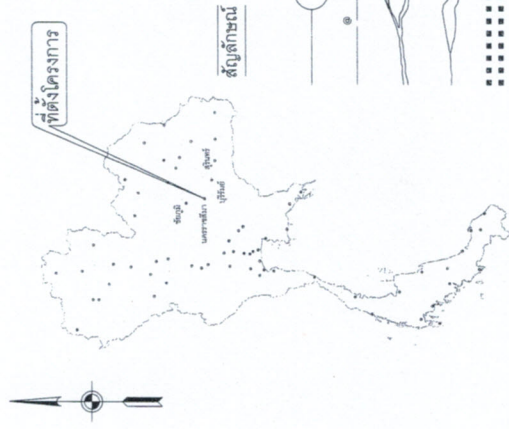 ที่ตั้งโครงการ
สัญลักษณ์
ชัยภูมิ
นครราชสีมา
บุรีรัมย์
สุรินทร์